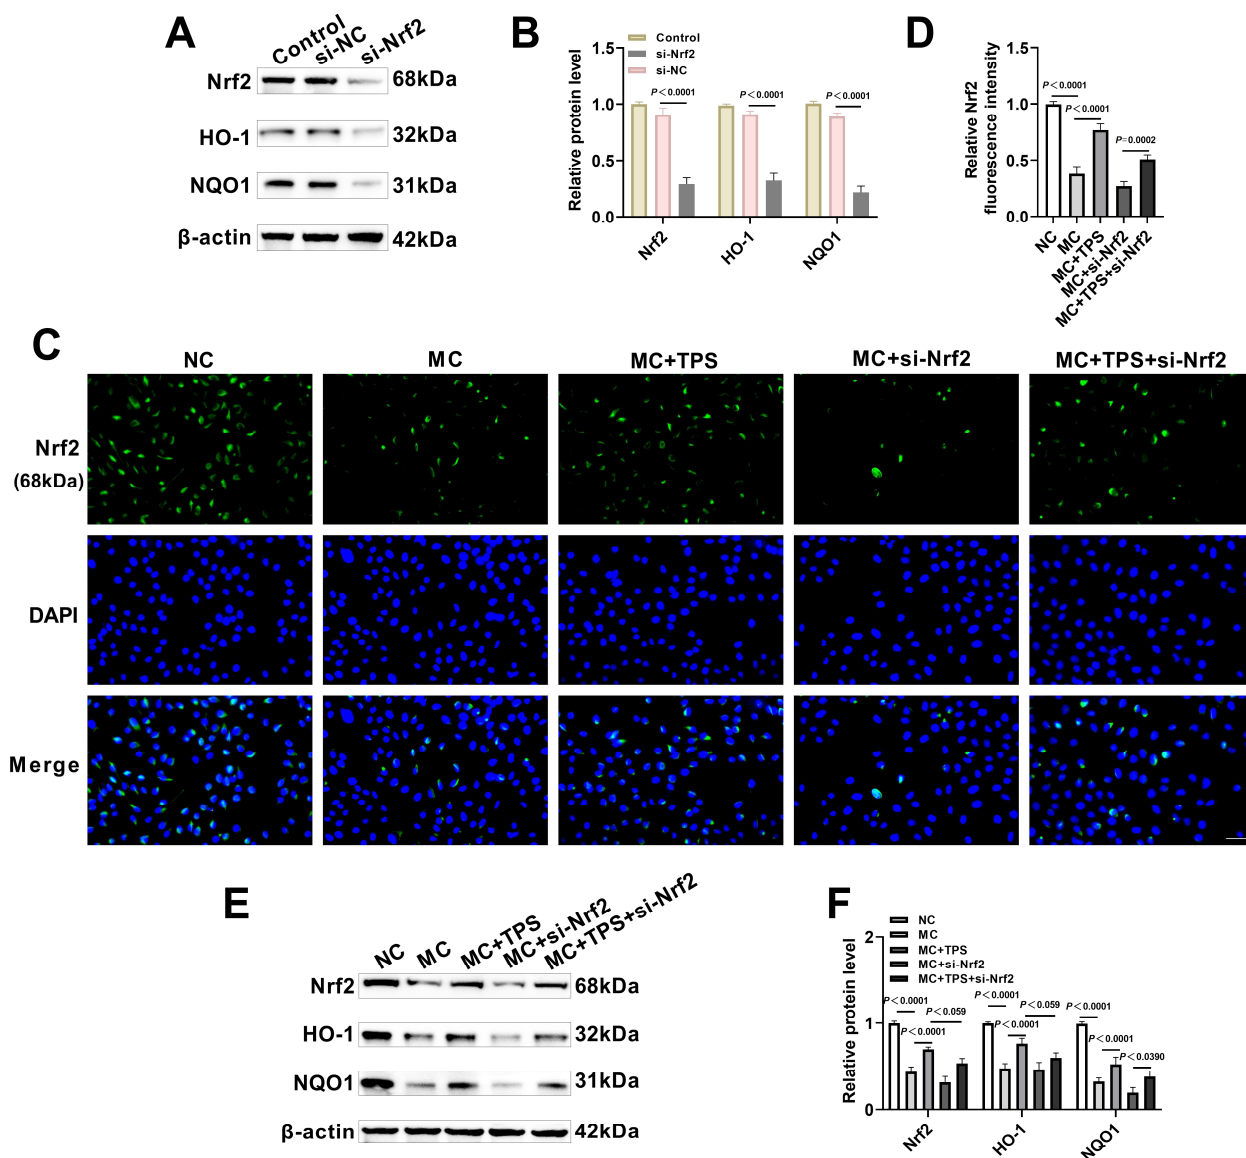 A
Control
si-NC
si-Nrf2
Nrf2
68kDa
HO-1
32kDa
NQO1
31kDa
β-actin
42kDa
B
Control
si-Nrf2
si-NC
Relative protein level
1.5
1.0
0.5
0.0
P<0.0001
P<0.0001
P<0.0001
Nrf2
HO-1
NQO1
D
Relative Nrf2
fluorescence intensity
1.5
1.0
0.5
0.0
P<0.0001
P<0.0001
P=0.0002
NC
MC
MC+TPS
MC+si-Nrf2
MC+TPS+si-Nrf2
C
NC
MC
MC+TPS
MC+si-Nrf2
MC+TPS+si-Nrf2
Nrf2
(68kDa)
DAPI
Merge
E
NC
MC
MC+TPS
MC+si-Nrf2
MC+TPS+si-Nrf2
Nrf2
68kDa
HO-1
32kDa
NQO1
31kDa
β-actin
42kDa
F
NC
MC
MC+TPS
MC+si-Nrf2
MC+TPS+si-Nrf2
Relative protein level
2
1
0
P<0.0001
P<0.0001
P<0.059
P<0.0001
P<0.0001
P<0.059
P<0.0001
P<0.0001
P<0.0390
Nrf2
HO-1
NQO1